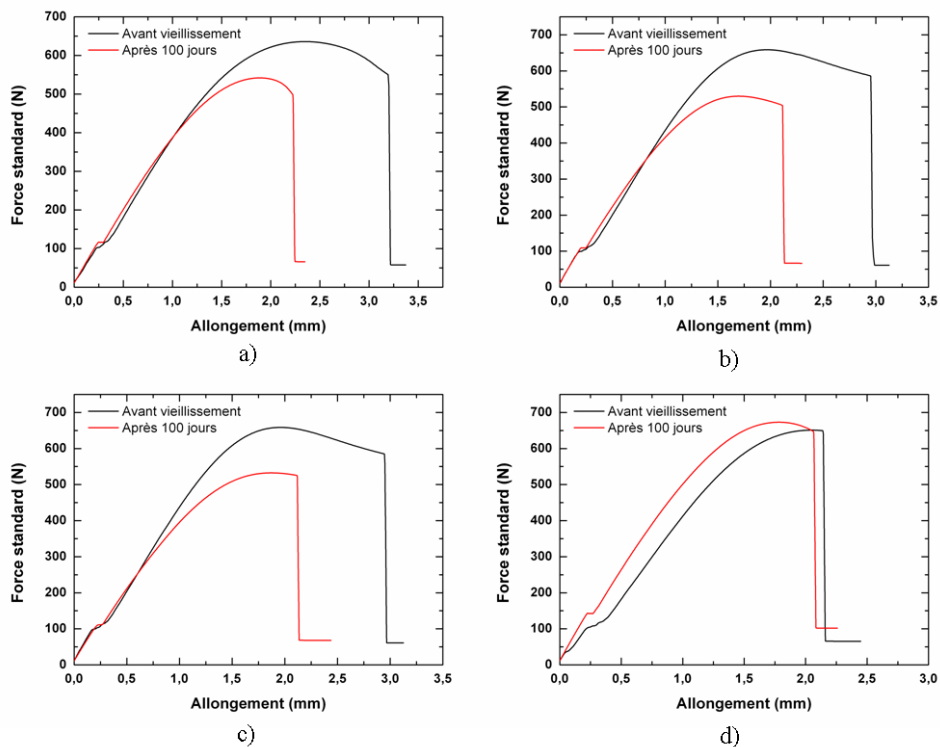 Avant vieillissement
Après 100 jours
Force standard (N)
700
600
500
400
300
200
100
0
0,0 0,5 1,0 1,5 2,0 2,5 3,0 3,5
Allongement (mm)
a)
Avant vieillissement
Après 100 jours
Force standard (N)
700
600
500
400
300
200
100
0
0,0 0,5 1,0 1,5 2,0 2,5 3,0 3,5
Allongement (mm)
b)
Avant vieillissement
Après 100 jours
Force standard (N)
700
600
500
400
300
200
100
0
0,0 0,5 1,0 1,5 2,0 2,5 3,0 3,5
Allongement (mm)
c)
Avant vieillissement
Après 100 jours
Force standard (N)
700
600
500
400
300
200
100
0
0,0 0,5 1,0 1,5 2,0 2,5 3,0
Allongement (mm)
d)